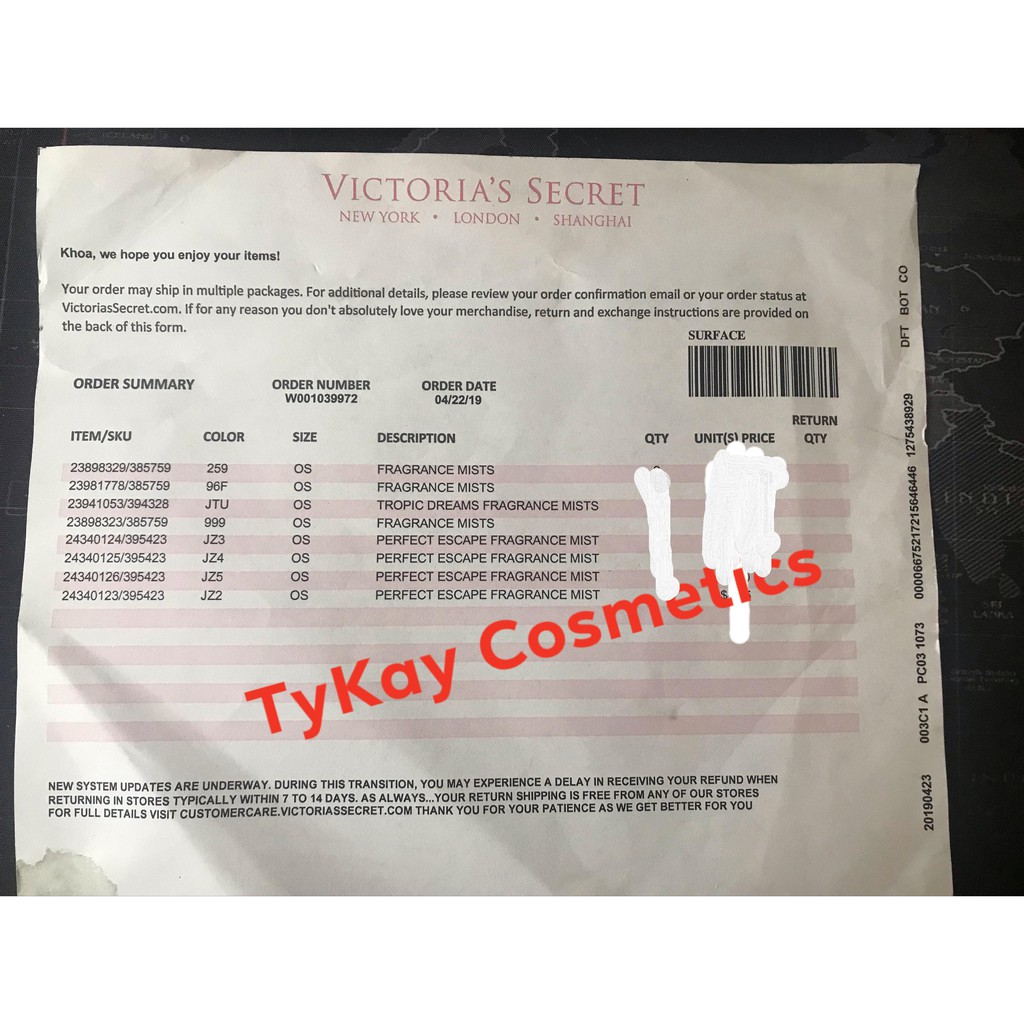 VICTORIA'S SECRET
NEW YORK • LONDON • SHANGHAI
Khoa, we hope you enjoy your items!
Your order may ship in multiple packages. For additional details, please review your order confirmation email or your order status at
VictoriasSecret.com. If for any reason you don't absolutely love your merchandise, return and exchange instructions are provided on
the back of this form.
SURFACE
ORDER SUMMARY ORDER NUMBER ORDER DATE
W001039972 04/22/19
RETURN
ITEM/SKU COLOR SIZE DESCRIPTION QTY UNIT(S) PRICE QTY
23898329/385759 259 OS FRAGRANCE MISTS
23981778/385759 96F OS FRAGRANCE MISTS
23941053/394328 JTU OS TROPIC DREAMS FRAGRANCE MISTS
23898323/385759 999 OS FRAGRANCE MISTS
24340124/395423 JZ3 OS PERFECT ESCAPE FRAGRANCE MIST
24340125/395423 JZ4 OS PERFECT ESCAPE FRAGRANCE MIST
24340126/395423 JZ5 OS PERFECT ESCAPE FRAGRANCE MIST
24340123/395423 JZ2 OS PERFECT ESCAPE FRAGRANCE MIST
TyKay Cosmetics
NEW SYSTEM UPDATES ARE UNDERWAY. DURING THIS TRANSITION, YOU MAY EXPERIENCE A DELAY IN RECEIVING YOUR REFUND WHEN
RETURNING IN STORES TYPICALLY WITHIN 7 TO 14 DAYS. AS ALWAYS...YOUR RETURN SHIPPING IS FREE FROM ANY OF OUR STORES
FOR FULL DETAILS VISIT CUSTOMERCARE.VICTORIASSECRET.COM THANK YOU FOR YOUR PATIENCE AS WE GET BETTER FOR YOU
20190423 003C1 A PC03 1073 00006675217215646446 1275438929 DFT BOT CO
SRI
LANKA